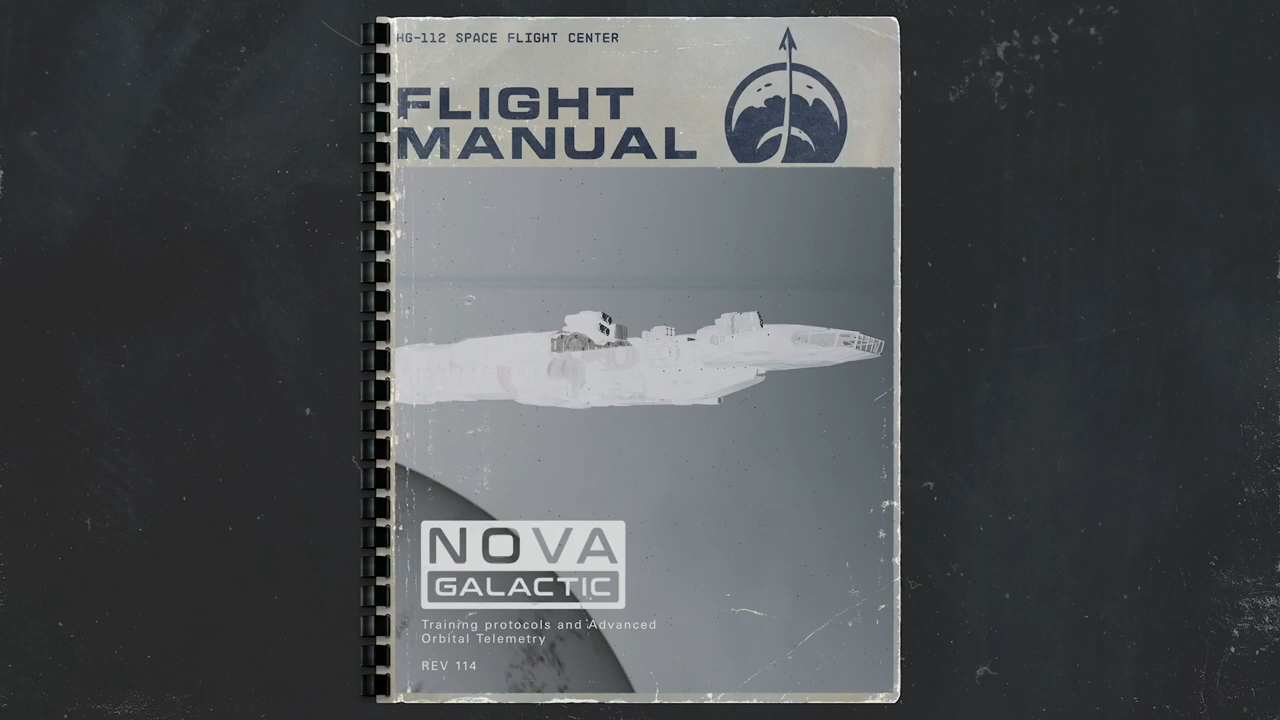 HG-112 SPACE FLIGHT CENTER
FLIGHT
MANUAL
NOVA
GALACTIC
Training protocols and Advanced
Orbital Telemetry
REV 114